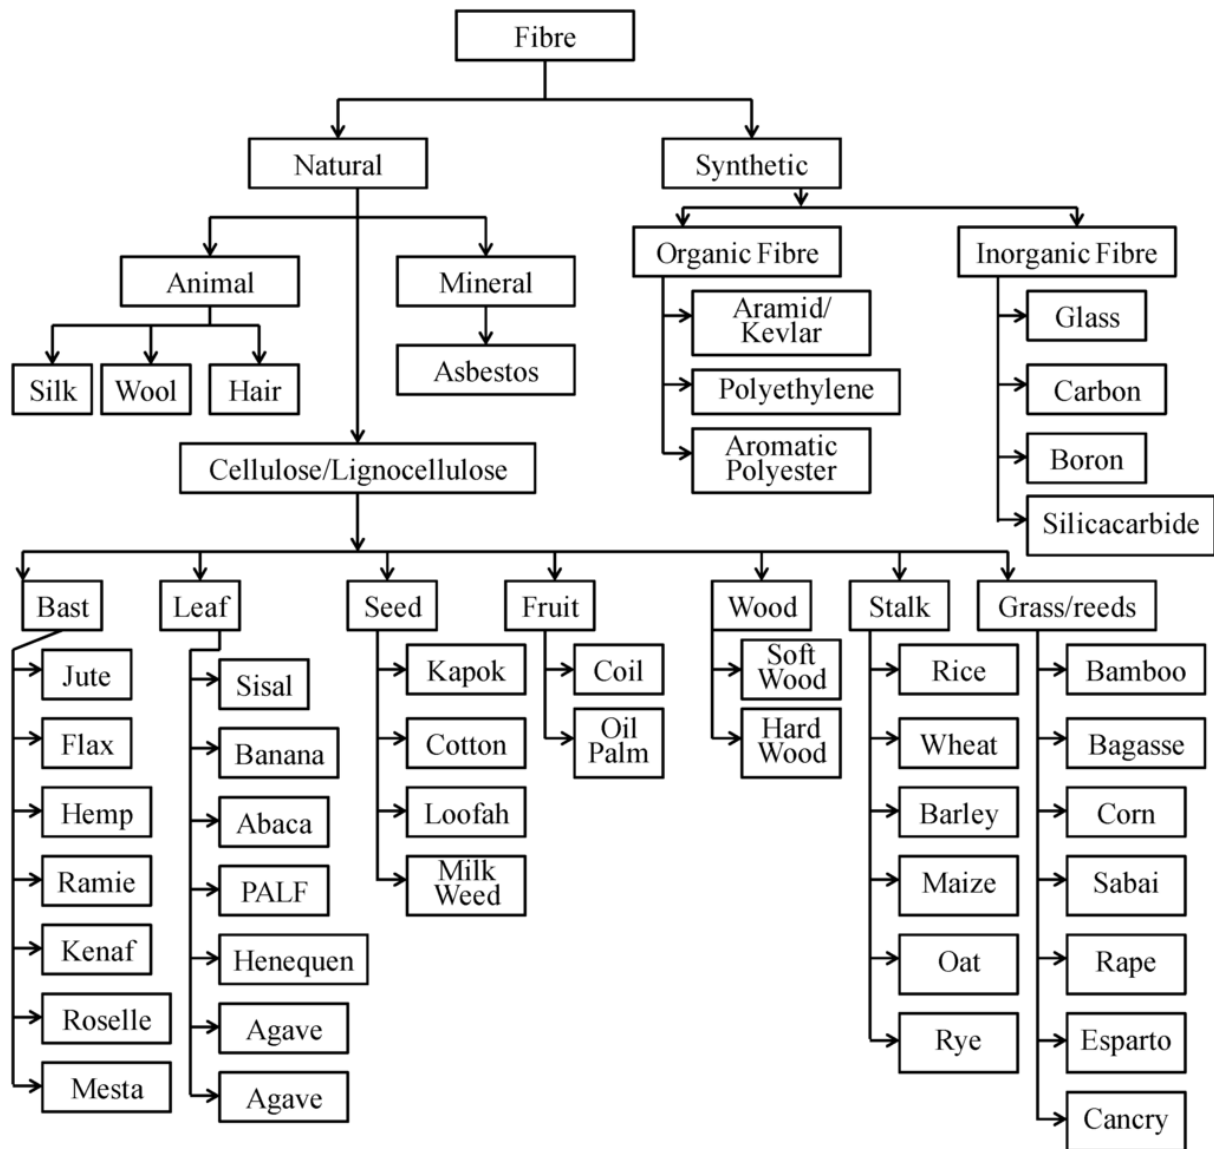 Fibre
Natural
Synthetic
Animal
Mineral
Organic Fibre
Inorganic Fibre
Silk
Wool
Hair
Asbestos
Aramid/
Kevlar
Polyethylene
Aromatic
Polyester
Glass
Carbon
Boron
Silicacarbide
Cellulose/Lignocellulose
Bast
Leaf
Seed
Fruit
Wood
Stalk
Grass/reeds
Jute
Flax
Hemp
Ramie
Kenaf
Roselle
Mesta
Sisal
Banana
Abaca
PALF
Henequen
Agave
Agave
Kapok
Cotton
Loofah
Milk
Weed
Coil
Oil
Palm
Soft
Wood
Hard
Wood
Rice
Wheat
Barley
Maize
Oat
Rye
Bamboo
Bagasse
Corn
Sabai
Rape
Esparto
Cancry